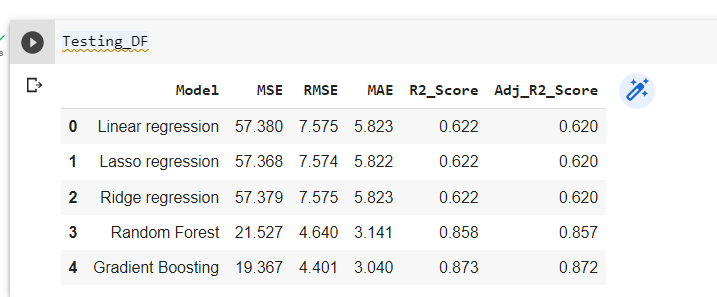 Testing_DF
Model MSE RMSE MAE R2_Score Adj_R2_Score
0 Linear regression 57.380 7.575 5.823 0.622 0.620
1 Lasso regression 57.368 7.574 5.822 0.622 0.620
2 Ridge regression 57.379 7.575 5.823 0.622 0.620
3 Random Forest 21.527 4.640 3.141 0.858 0.857
4 Gradient Boosting 19.367 4.401 3.040 0.873 0.872